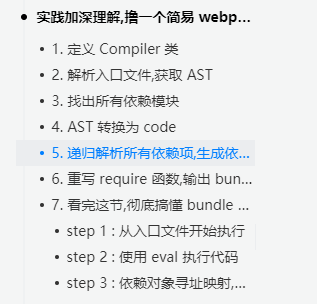 实践加深理解,撸一个简易 webp...
1. 定义 Compiler 类
2. 解析入口文件,获取 AST
3. 找出所有依赖模块
4. AST 转换为 code
5. 递归解析所有依赖项,生成依...
6. 重写 require 函数,输出 bun...
7. 看完这节,彻底搞懂 bundle ...
step 1 : 从入口文件开始执行
step 2 : 使用 eval 执行代码
step 3 : 依赖对象寻址映射,...